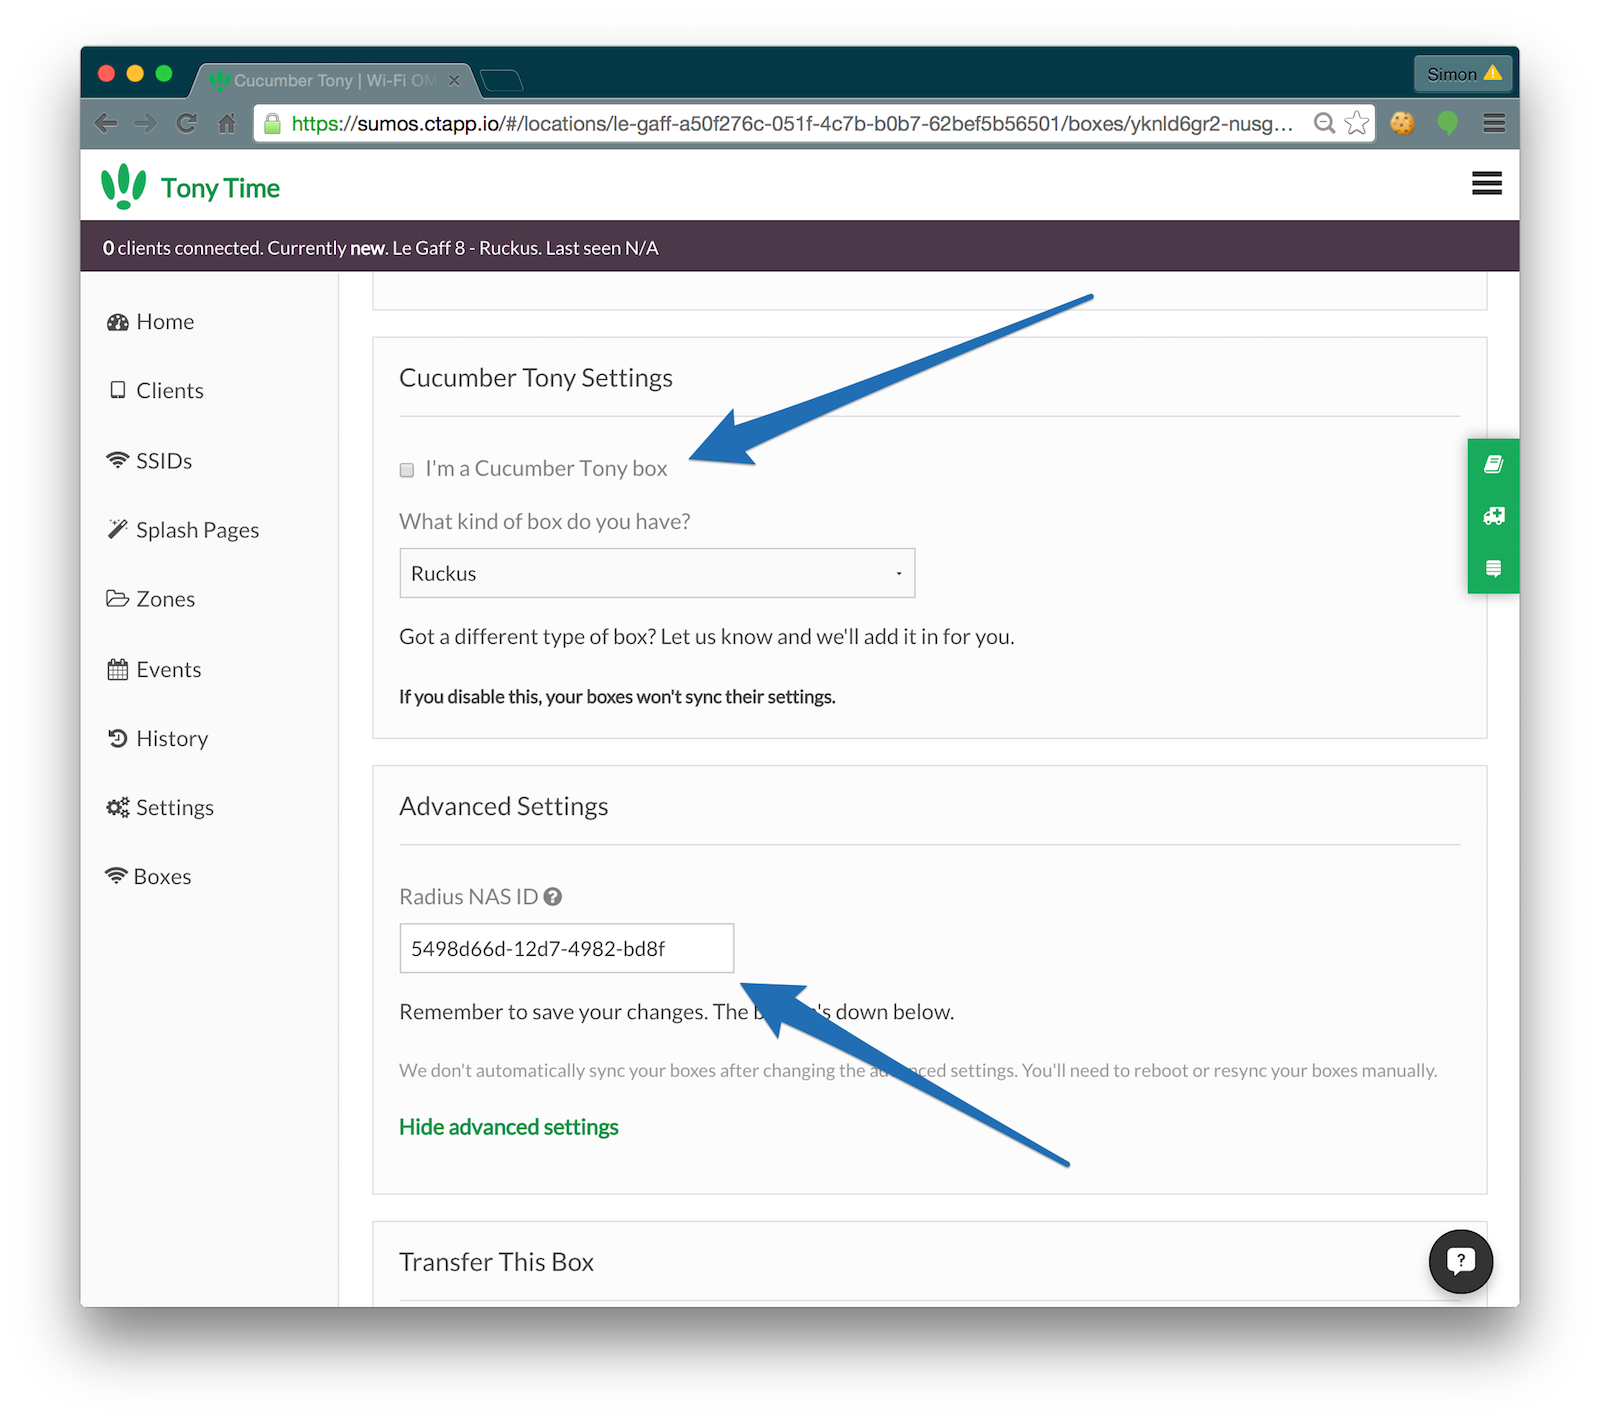 Cucumber Tony | Wi-Fi OM
Simon
https://sumos.ctapp.io/#/locations/le-gaff-a50f276c-051f-4c7b-b0b7-62bef5b56501/boxes/yknld6gr2-nusg...
Tony Time
0 clients connected. Currently new. Le Gaff 8 - Ruckus. Last seen N/A
Home
Clients
SSIDs
Splash Pages
Zones
Events
History
Settings
Boxes
Cucumber Tony Settings
I'm a Cucumber Tony box
What kind of box do you have?
Ruckus
Got a different type of box? Let us know and we'll add it in for you.
If you disable this, your boxes won't sync their settings.
Advanced Settings
Radius NAS ID
5498d66d-12d7-4982-bd8f
Remember to save your changes. The down below.
We don't automatically sync your boxes after changing the settings. You'll need to reboot or resync your boxes manually.
Hide advanced settings
Transfer This Box